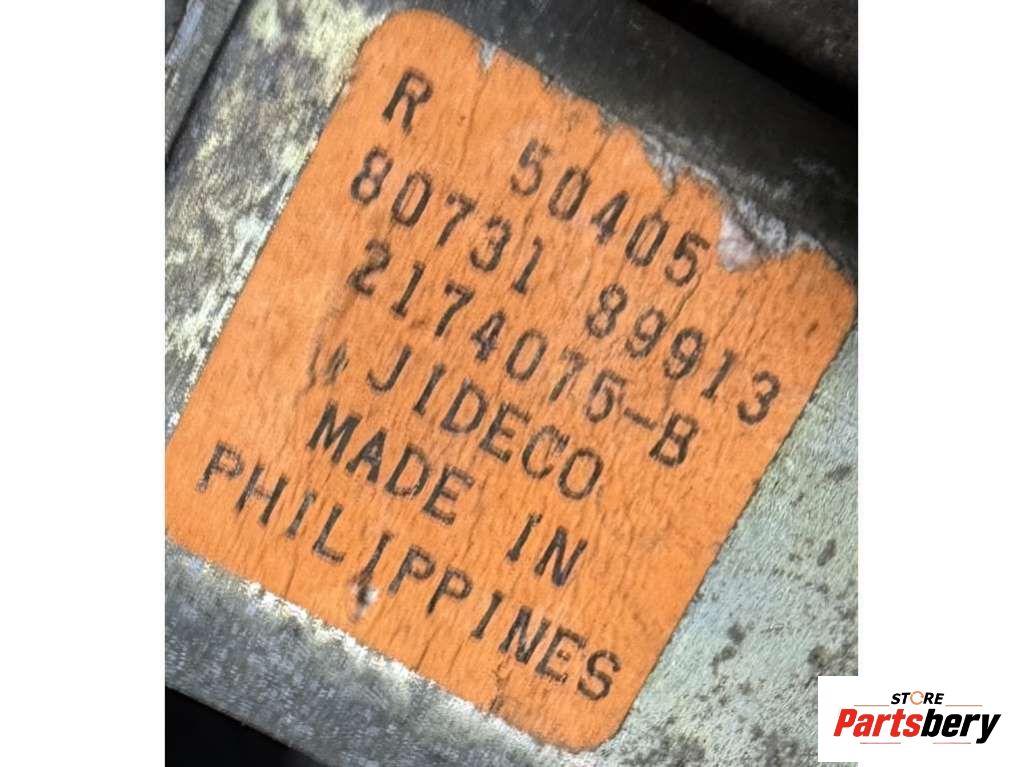 R 50405
80731 89913
2174075-B
JIDECO
MADE IN
PHILIPPINES
STORE
Partsbery